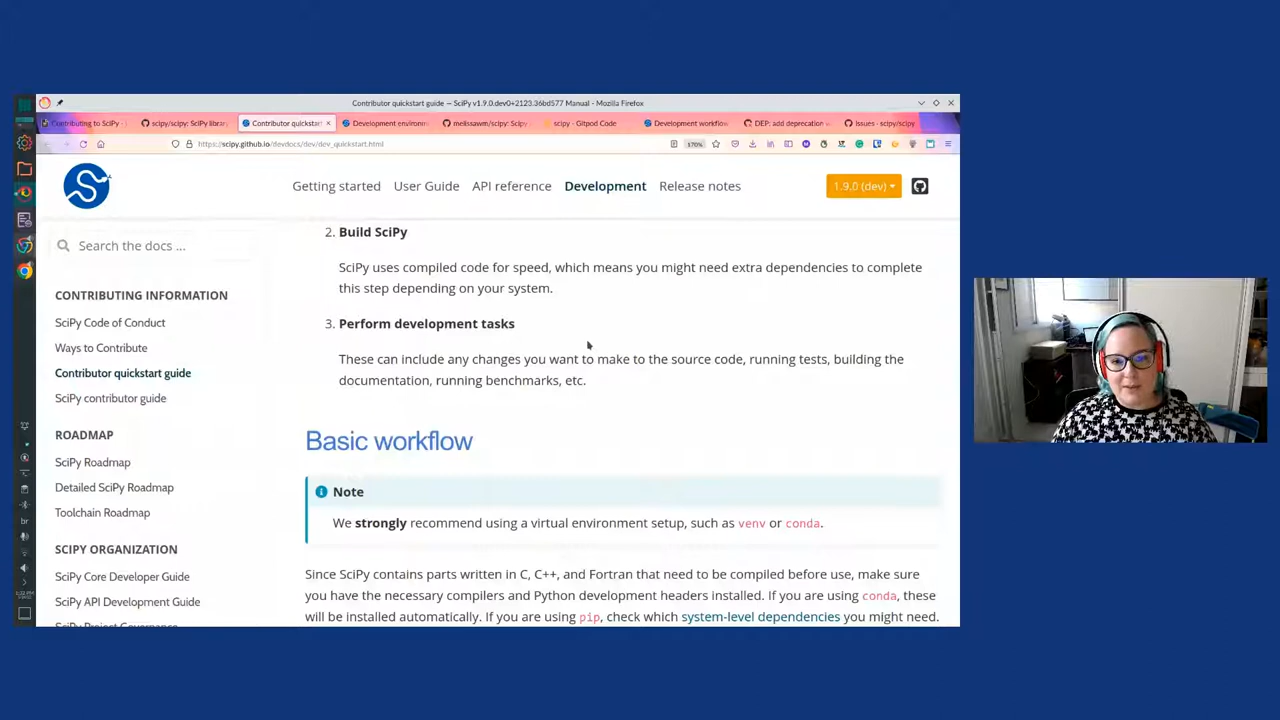 Contributor quickstart guide — SciPy v1.9.0.dev0+2123.36bd577 Manual - Mozilla Firefox
Contributing to SciPy -
scipy/scipy: SciPy librar
Contributor quickstart
Development environm
melissawm/scipy: Scipy
scipy - Gitpod Code
Development workflow
DEP: add deprecation w
Issues · scipy/scipy
https://scipy.github.io/devdocs/dev/dev_quickstart.html
170%
Getting started
User Guide
API reference
Development
Release notes
1.9.0 (dev)
Search the docs ...
CONTRIBUTING INFORMATION
SciPy Code of Conduct
Ways to Contribute
Contributor quickstart guide
SciPy contributor guide
ROADMAP
SciPy Roadmap
Detailed SciPy Roadmap
Toolchain Roadmap
SCIPY ORGANIZATION
SciPy Core Developer Guide
SciPy API Development Guide
SciPy Project Governance
2. Build SciPy
SciPy uses compiled code for speed, which means you might need extra dependencies to complete
this step depending on your system.
3. Perform development tasks
These can include any changes you want to make to the source code, running tests, building the
documentation, running benchmarks, etc.
Basic workflow
Note
We strongly recommend using a virtual environment setup, such as venv or conda.
Since SciPy contains parts written in C, C++, and Fortran that need to be compiled before use, make sure
you have the necessary compilers and Python development headers installed. If you are using conda, these
will be installed automatically. If you are using pip, check which system-level dependencies you might need.
br